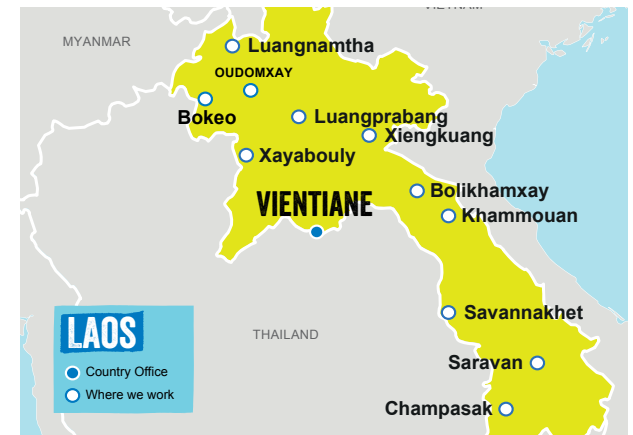 VIETNAM
MYANMAR
Luangnamtha
OUDOMXAY
Bokeo
Luangprabang
Xiengkuang
Xayabouly
VIENTIANE
Bolikhamxay
Khammouan
Savannakhet
THAILAND
LAOS
Country Office
Where we work
Saravan
Champasak